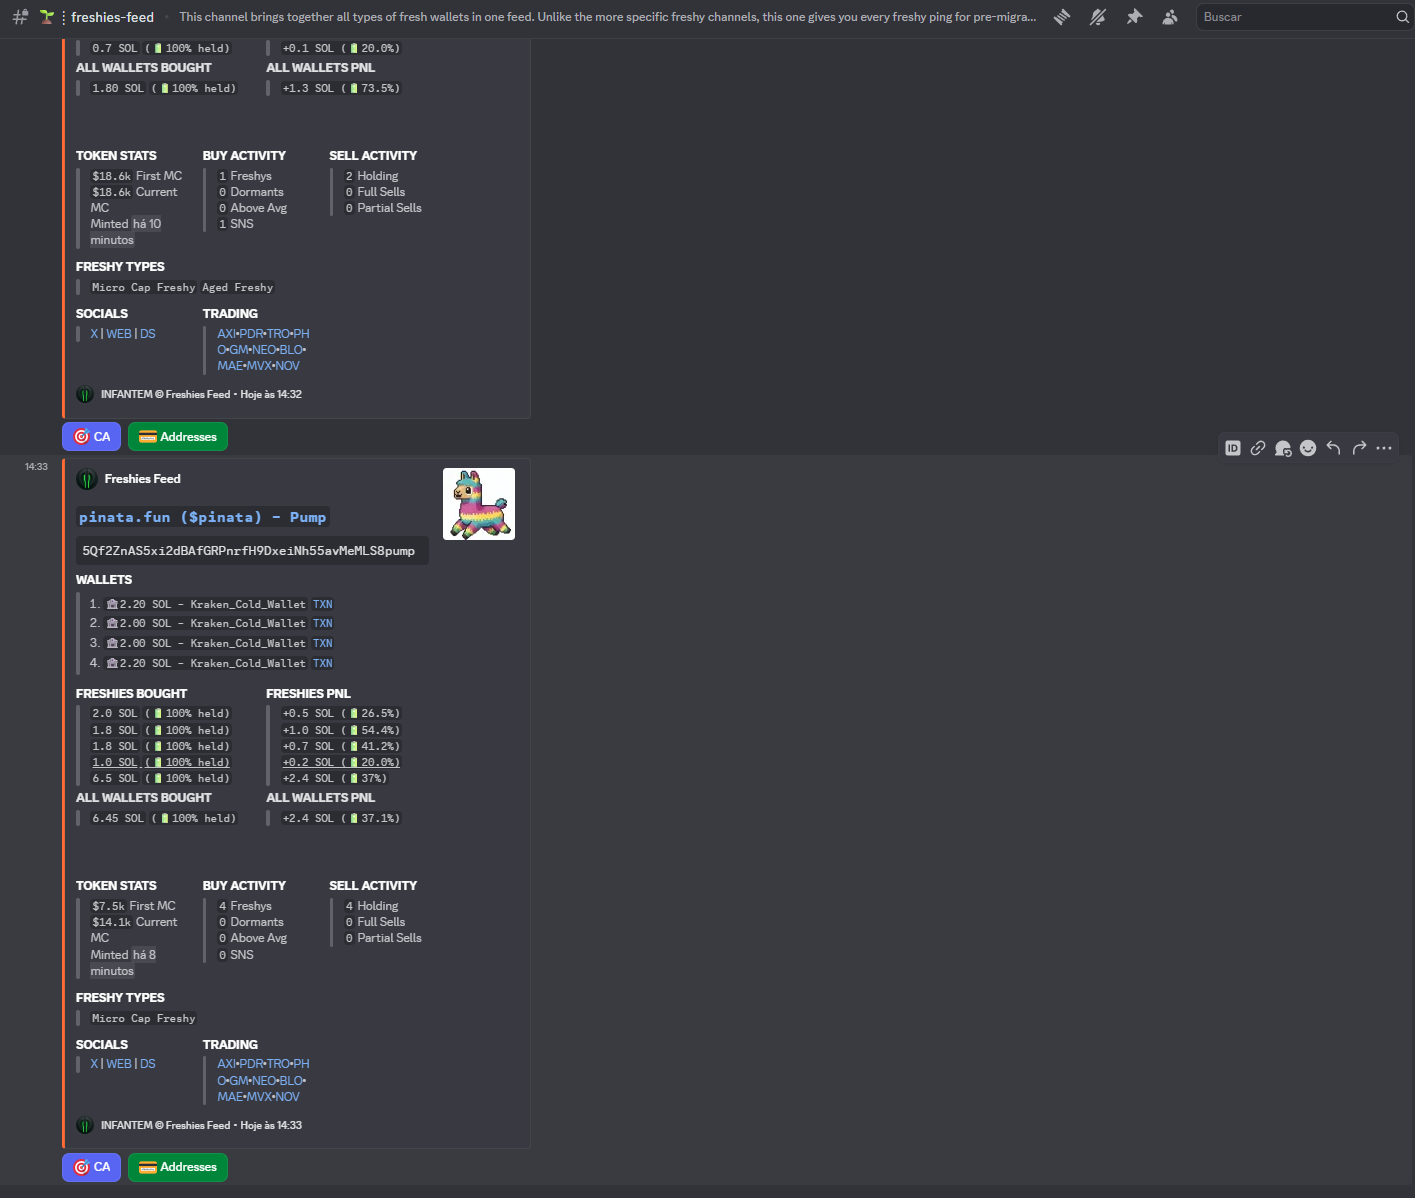 freshies-feed
This channel brings together all types of fresh wallets in one feed. Unlike the more specific freshy channels, this one gives you every freshy ping for pre-migra...
Buscar
0.7 SOL ( 100% held) +0.1 SOL ( 20.0%)
ALL WALLETS BOUGHT ALL WALLETS PNL
1.80 SOL ( 100% held) +1.3 SOL ( 73.5%)
TOKEN STATS BUY ACTIVITY SELL ACTIVITY
$18.6k First MC 1 Freshys 2 Holding
$18.6k Current 0 Dormants 0 Full Sells
MC 0 Above Avg 0 Partial Sells
Minted há 10 1 SNS
minutos
FRESHY TYPES
Micro Cap Freshy Aged Freshy
SOCIALS TRADING
X | WEB | DS AXI•PDR•TRO•PH
O•GM•NEO•BLO•
MAE•MVX•NOV
INFANTEM © Freshies Feed • Hoje às 14:32
CA Addresses
ID
14:33 Freshies Feed
pinata.fun ($pinata) - Pump
5Qf2ZnAS5xi2dBAfGRPnrfH9DxeiNh55avMeMLS8pump
WALLETS
1. 2.20 SOL - Kraken_Cold_Wallet TXN
2. 2.00 SOL - Kraken_Cold_Wallet TXN
3. 2.00 SOL - Kraken_Cold_Wallet TXN
4. 2.20 SOL - Kraken_Cold_Wallet TXN
FRESHIES BOUGHT FRESHIES PNL
2.0 SOL ( 100% held) +0.5 SOL ( 26.5%)
1.8 SOL ( 100% held) +1.0 SOL ( 54.4%)
1.8 SOL ( 100% held) +0.7 SOL ( 41.2%)
1.0 SOL ( 100% held) +0.2 SOL ( 20.0%)
6.5 SOL ( 100% held) +2.4 SOL ( 37%)
ALL WALLETS BOUGHT ALL WALLETS PNL
6.45 SOL ( 100% held) +2.4 SOL ( 37.1%)
TOKEN STATS BUY ACTIVITY SELL ACTIVITY
$7.5k First MC 4 Freshys 4 Holding
$14.1k Current 0 Dormants 0 Full Sells
MC 0 Above Avg 0 Partial Sells
Minted há 8 0 SNS
minutos
FRESHY TYPES
Micro Cap Freshy
SOCIALS TRADING
X | WEB | DS AXI•PDR•TRO•PH
O•GM•NEO•BLO•
MAE•MVX•NOV
INFANTEM © Freshies Feed • Hoje às 14:33
CA Addresses